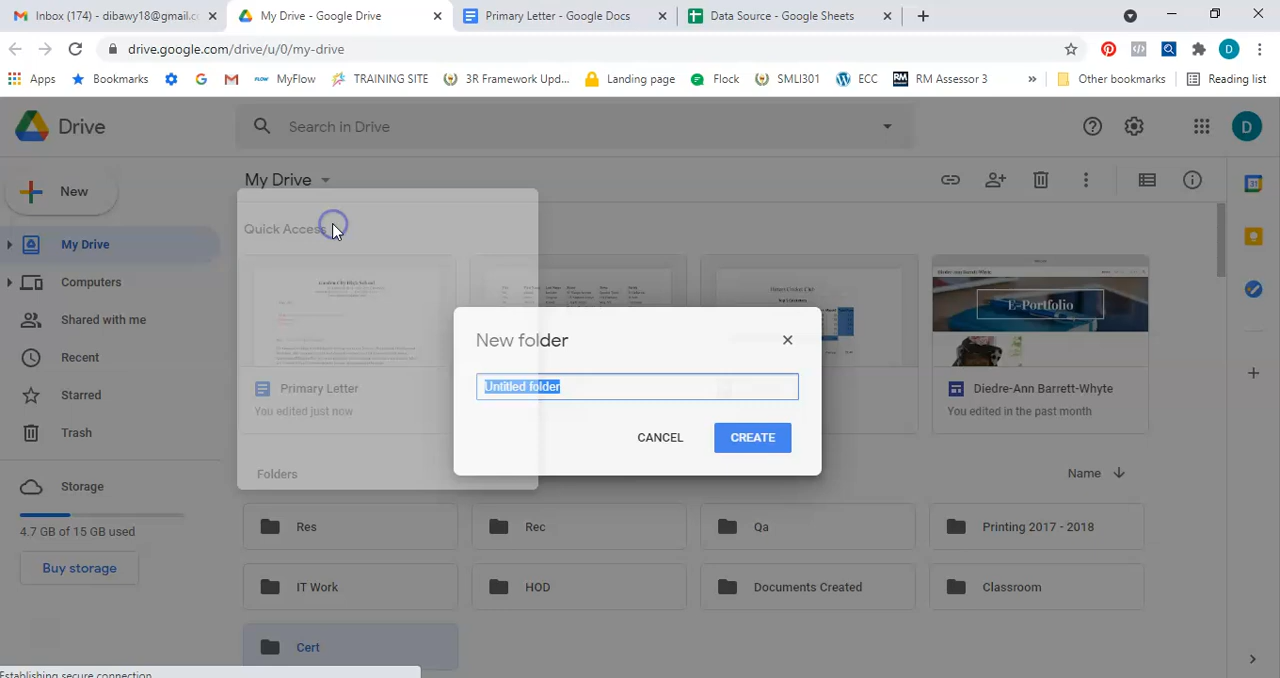 Inbox (174) - dibawy18@gmail.c
My Drive - Google Drive
Primary Letter - Google Docs
Data Source - Google Sheets
drive.google.com/drive/u/0/my-drive
Apps
Bookmarks
MyFlow
TRAINING SITE
3R Framework Upd...
Landing page
Flock
SMLI301
ECC
RM Assessor 3
»
Other bookmarks
Reading list
Drive
Search in Drive
D
New
My Drive
My Drive
Quick Access
Computers
Shared with me
Recent
Starred
Trash
Storage
4.7 GB of 15 GB used
Buy storage
E-Portfolio
Primary Letter
You edited just now
Diedre-Ann Barrett-Whyte
You edited in the past month
New folder
Untitled folder
CANCEL
CREATE
Folders
Name
Res
Rec
Qa
Printing 2017 - 2018
IT Work
HOD
Documents Created
Classroom
Cert
Establishing secure connection